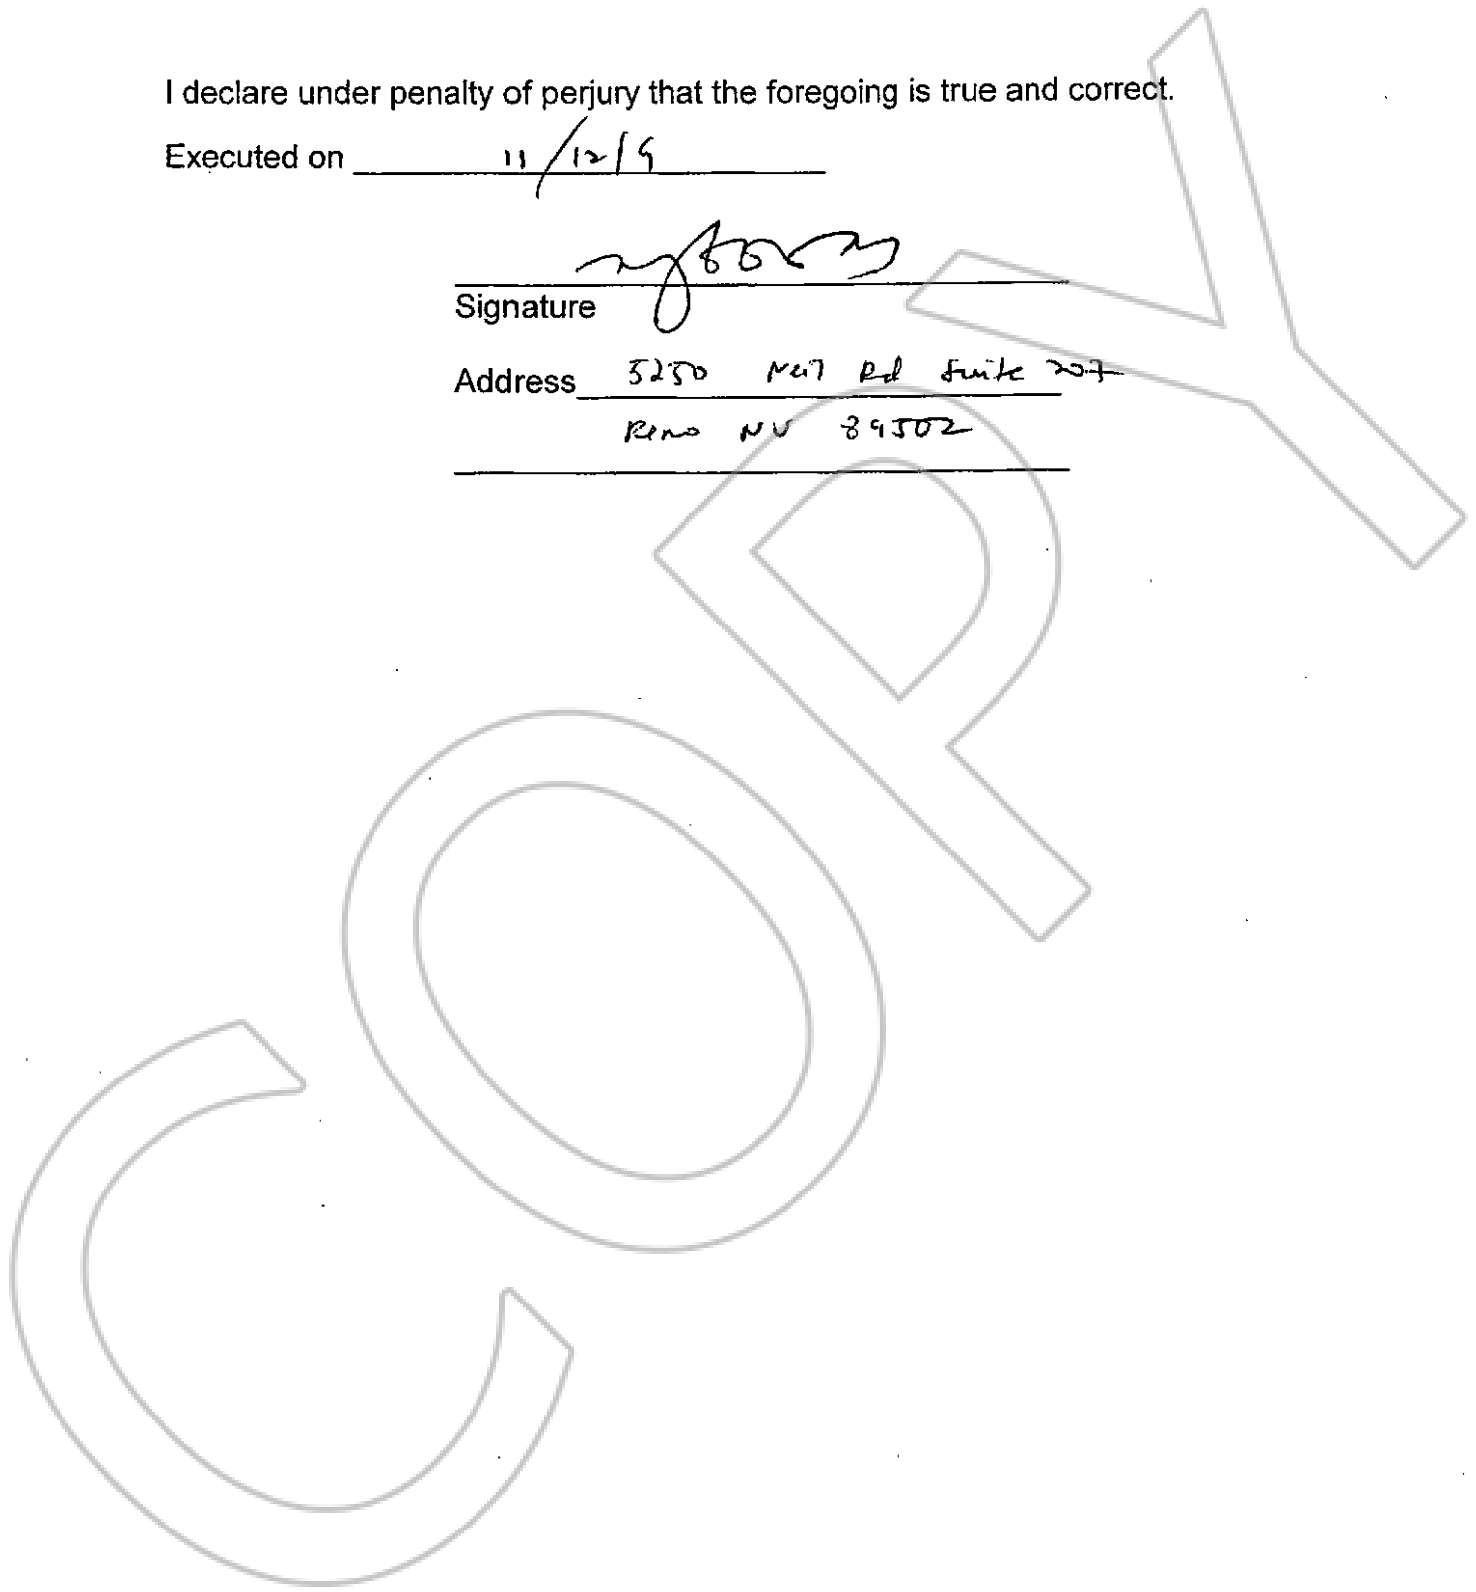 I declare under penalty of perjury that the foregoing is true and correct.
Executed on 11/12/9
Signature
Address 5250 Neil Rd Suite 207
Reno NV 89502
COPY